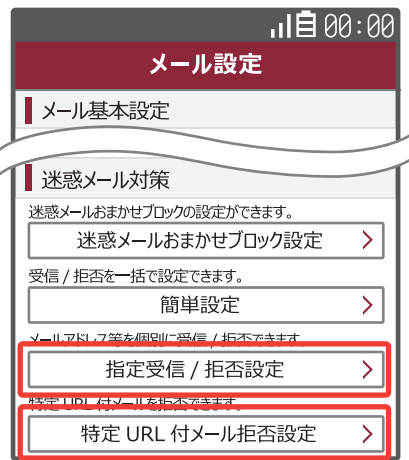 00:00
メール設定
メール基本設定
迷惑メール対策
迷惑メールおまかせブロックの設定ができます。
迷惑メールおまかせブロック設定
受信 / 拒否を一括で設定できます。
簡単設定
メールアドレス等を個別に受信 / 拒否できます。
指定受信 / 拒否設定
特定 URL 付メールを拒否できます。
特定 URL 付メール拒否設定